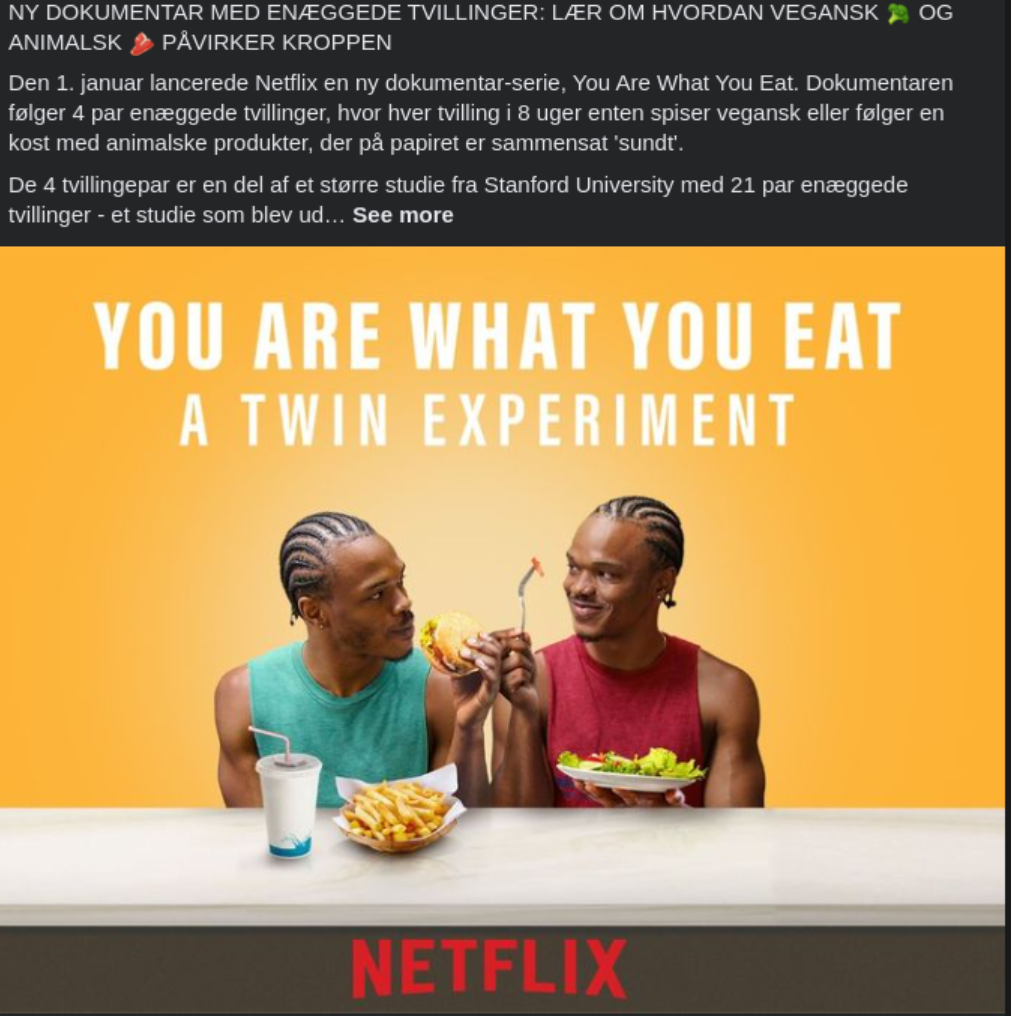 NY DOKUMENTAR MED ENÆGGEDE TVILLINGER: LÆR OM HVORDAN VEGANSK 🥦 OG
ANIMALSK 🥩 PÅVIRKER KROPPEN
Den 1. januar lancerede Netflix en ny dokumentar-serie, You Are What You Eat. Dokumentaren
følger 4 par enæggede tvillinger, hvor hver tvilling i 8 uger enten spiser vegansk eller følger en
kost med animalske produkter, der på papiret er sammensat 'sundt'.
De 4 tvillingepar er en del af et større studie fra Stanford University med 21 par enæggede
tvillinger - et studie som blev ud... See more
YOU ARE WHAT YOU EAT
A TWIN EXPERIMENT
NETFLIX